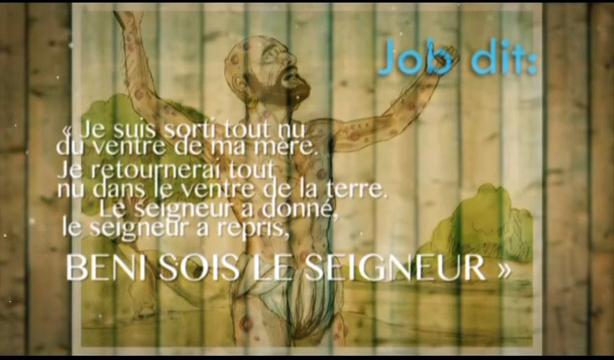 Job dit:
« Je suis sorti tout nu
du ventre de ma mère.
Je retournerai tout
nu dans le ventre de la terre.
Le seigneur a donné,
le seigneur a repris,
BENI SOIS LE SEIGNEUR »